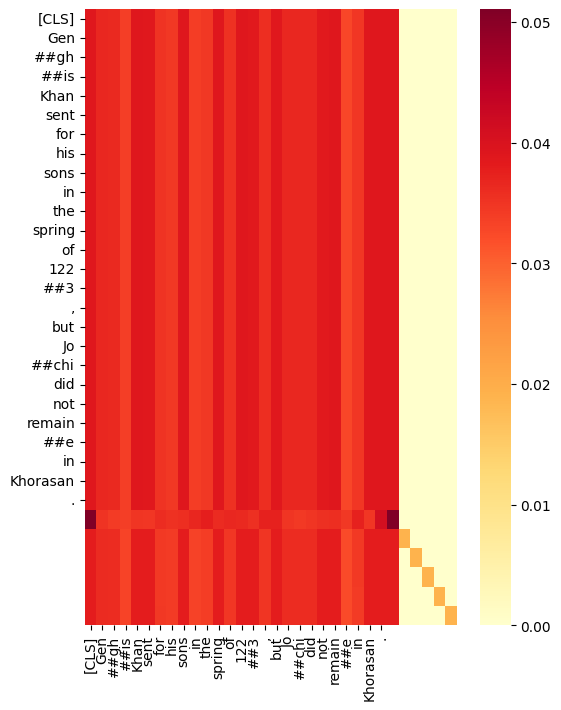 [CLS]
Gen
##gh
##is
Khan
sent
for
his
sons
in
the
spring
of
122
##3
,
but
Jo
##chi
did
not
remain
##e
in
Khorasan
.
[CLS]
Gen
##gh
##is
Khan
sent
for
his
sons
in
the
spring
of
122
##3
,
but
Jo
##chi
did
not
remain
##e
in
Khorasan
.
0.05
0.04
0.03
0.02
0.01
0.00